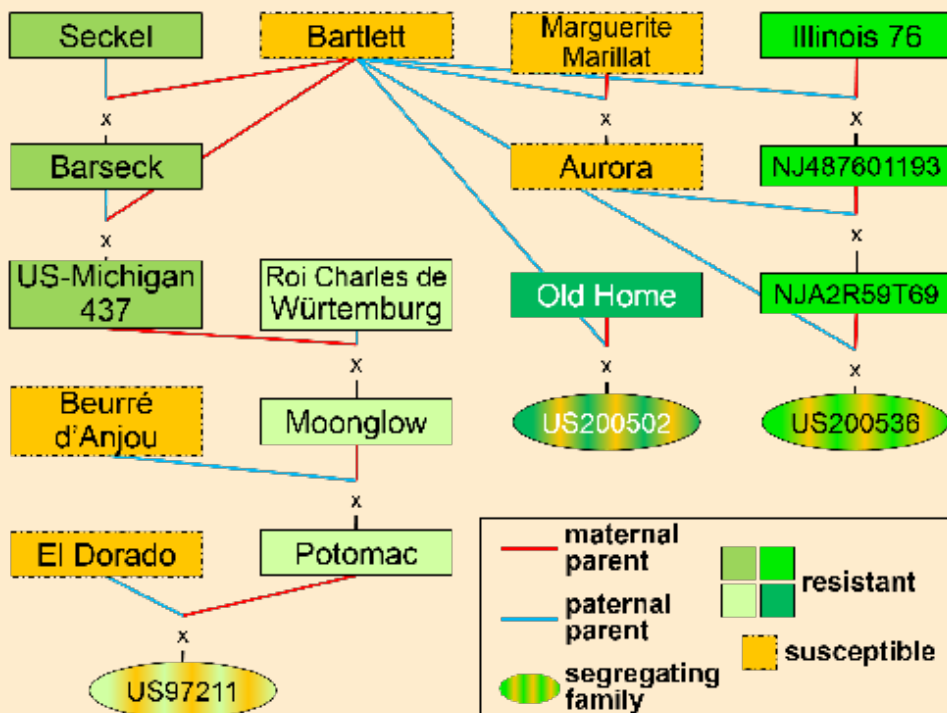 Seckel
Bartlett
Marguerite
Marillat
Illinois 76
x
x
x
Barseck
Aurora
NJ487601193
x
x
US-Michigan
437
Roi Charles de
Würtemburg
Old Home
NJA2R59T69
x
x
x
Beurré
d'Anjou
Moonglow
US200502
US200536
x
El Dorado
Potomac
x
US97211
maternal
parent
paternal
parent
segregating
family
resistant
susceptible